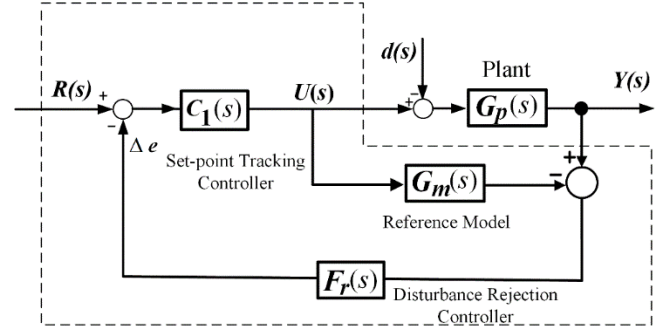 d(s)
Plant
R(s)
+
-
C1(s)
U(s)
+
-
Gp(s)
Y(s)
Δ e
Set-point Tracking
Controller
Gm(s)
+
-
Reference Model
Fr(s)
Disturbance Rejection
Controller